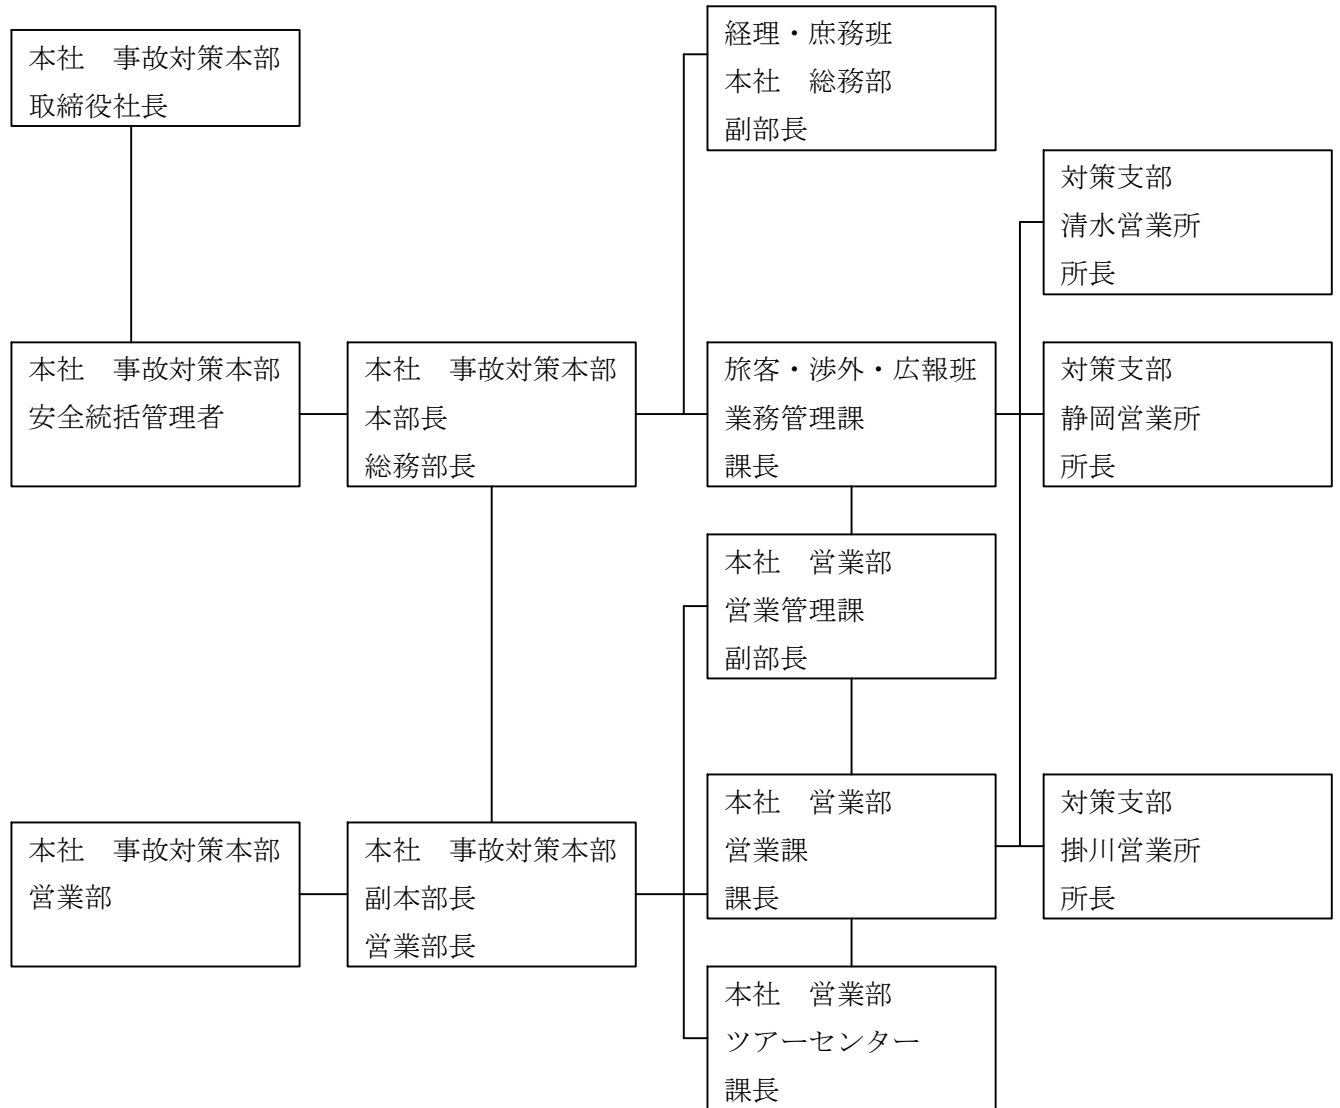 本社　事故対策本部
取締役社長
経理・庶務班
本社　総務部
副部長
対策支部
清水営業所
所長
本社　事故対策本部
安全統括管理者
本社　事故対策本部
本部長
総務部長
旅客・渉外・広報班
業務管理課
課長
対策支部
静岡営業所
所長
本社　営業部
営業管理課
副部長
本社　事故対策本部
営業部
本社　事故対策本部
副本部長
営業部長
本社　営業部
営業課
課長
対策支部
掛川営業所
所長
本社　営業部
ツアーセンター
課長